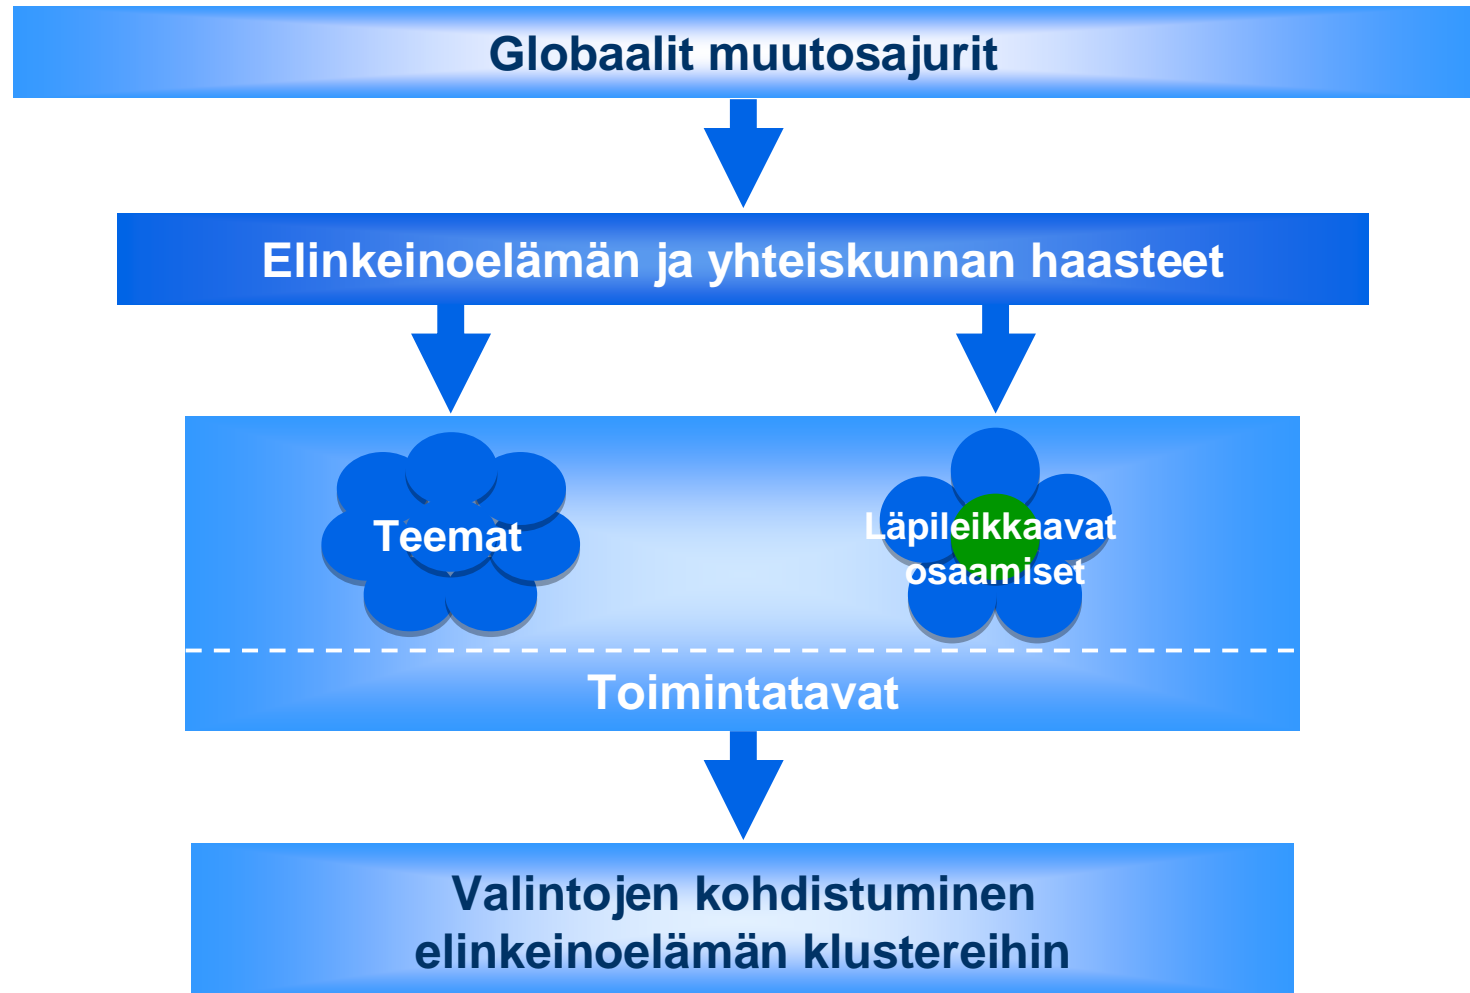 Globaalit muutosajurit
Elinkeinoelämän ja yhteiskunnan haasteet
Teemat
Läpileikkaavat
osaamiset
Toimintatavat
Valintojen kohdistuminen
elinkeinoelämän klustereihin